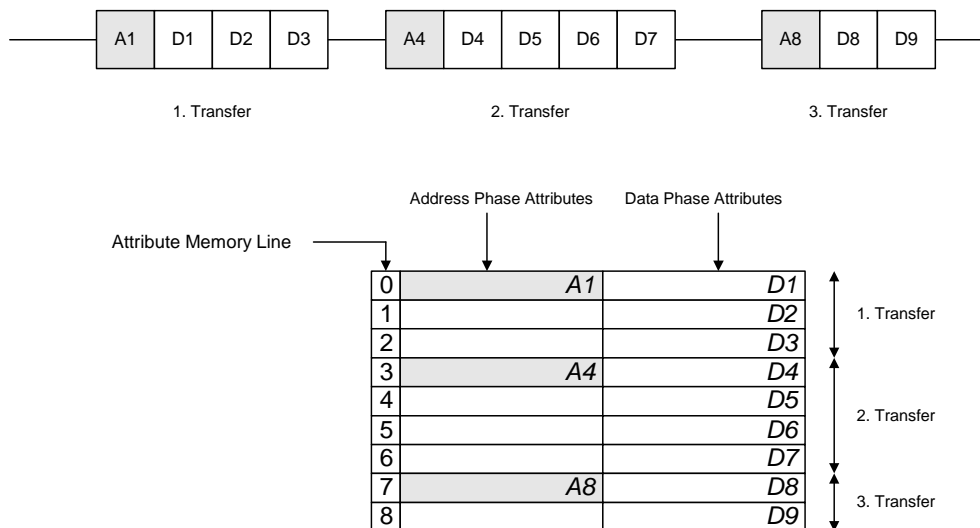 A1 D1 D2 D3 A4 D4 D5 D6 D7 A8 D8 D9
1. Transfer 2. Transfer 3. Transfer
Address Phase Attributes Data Phase Attributes
Attribute Memory Line
0 A1 D1
1 D2
2 D3
1. Transfer
3 A4 D4
4 D5
5 D6
6 D7
2. Transfer
7 A8 D8
8 D9
3. Transfer